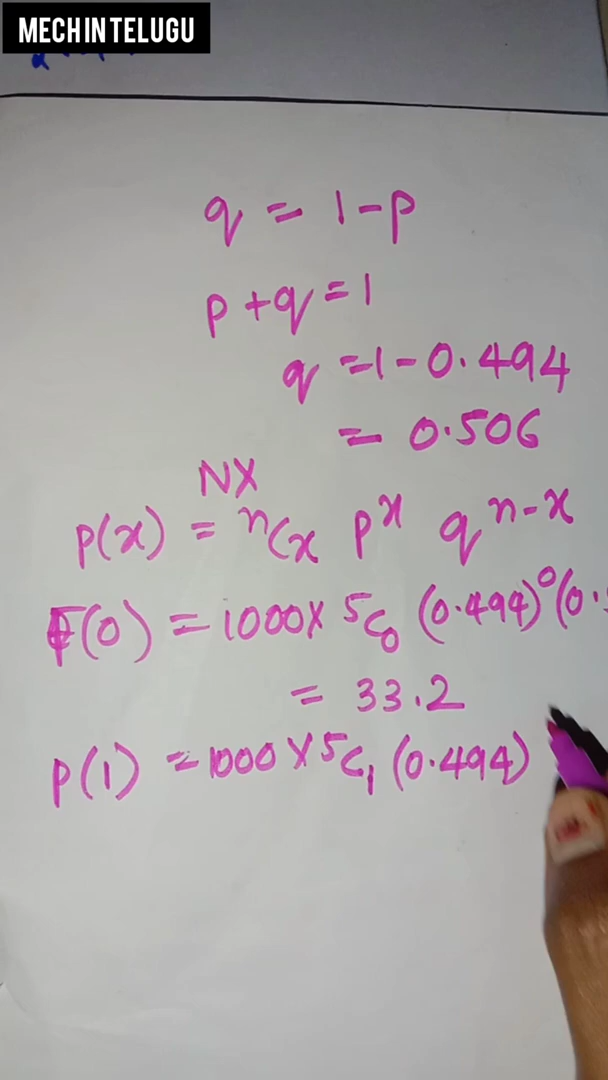 MECH IN TELUGU
q = 1 - p
p + q = 1
q = 1 - 0.494
= 0.506
NX
p(x) = ⁿCx pˣ qⁿ⁻ˣ
F(0) = 1000 X ⁵C₀ (0.494)⁰ (0.
= 33.2
p(1) = 1000 X ⁵C₁ (0.494)